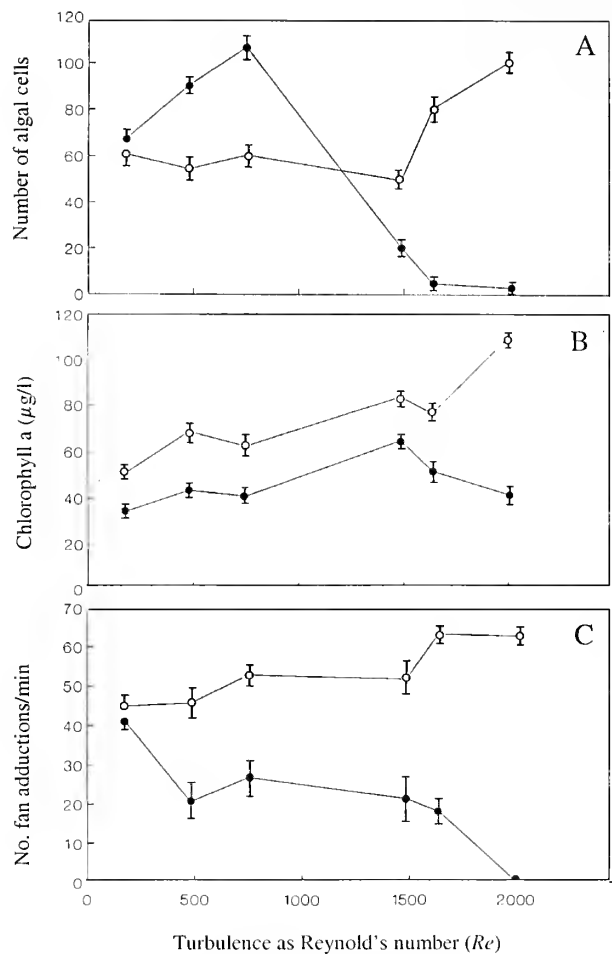 120
100
80
60
40
20
0
Number of algal cells
A
120
100
80
60
40
20
0
Chlorophyll a (µg/l)
B
70
60
50
40
30
20
10
0
No. fan adductions/min
C
0 500 1000 1500 2000
Turbulence as Reynold's number (Re)